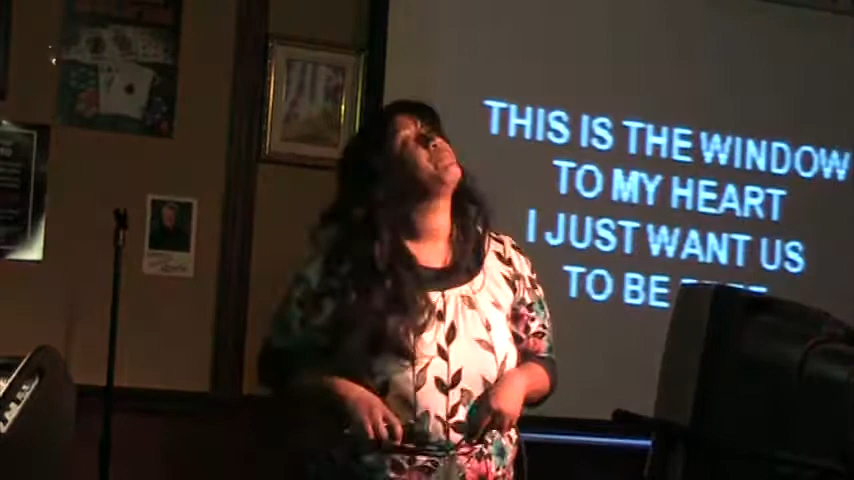 THIS IS THE WINDOW
TO MY HEART
I JUST WANT US
TO BE